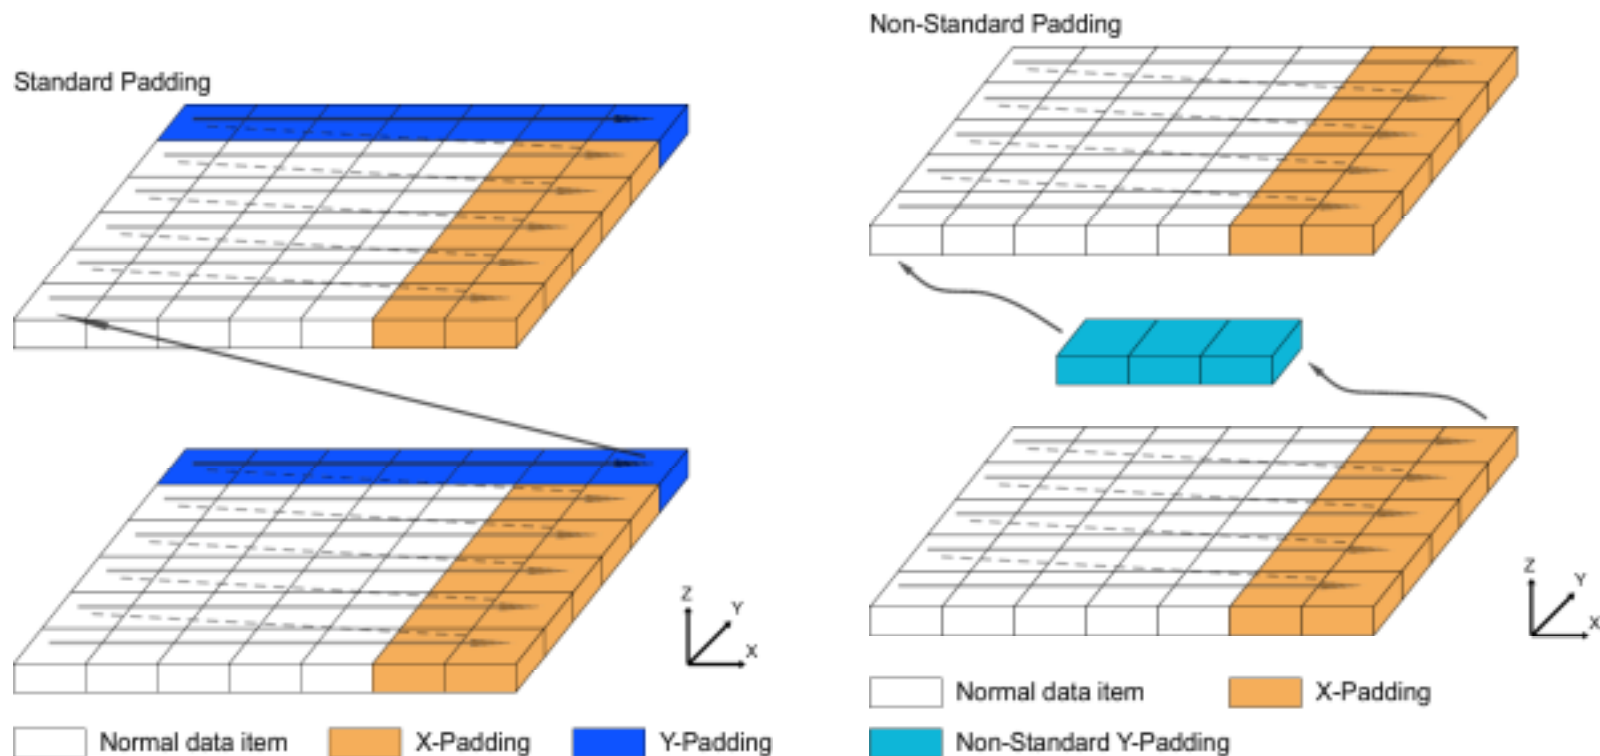 Standard Padding
Z
Y
X
Normal data item
X-Padding
Y-Padding
Non-Standard Padding
Z
Y
X
Normal data item
X-Padding
Non-Standard Y-Padding